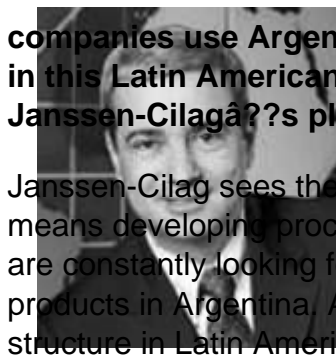 companies use Argen
in this Latin American
Janssen-Cilagâ??s pl
Janssen-Cilag sees the
means developing proc
are constantly looking f
products in Argentina. A
structure in Latin Ameri